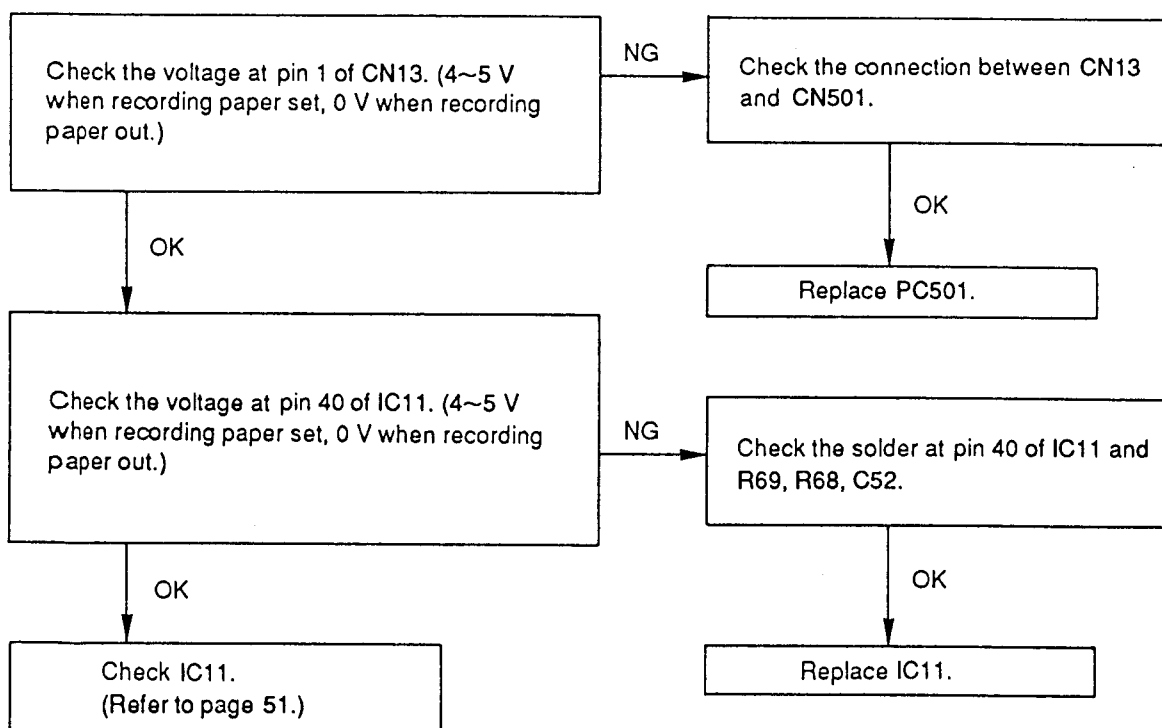 Check the voltage at pin 1 of CN13. (4~5 V
when recording paper set, 0 V when recording
paper out.)
NG
Check the connection between CN13
and CN501.
OK
OK
Replace PC501.
Check the voltage at pin 40 of IC11. (4~5 V
when recording paper set, 0 V when recording
paper out.)
NG
Check the solder at pin 40 of IC11 and
R69, R68, C52.
OK
OK
Check IC11.
(Refer to page 51.)
Replace IC11.